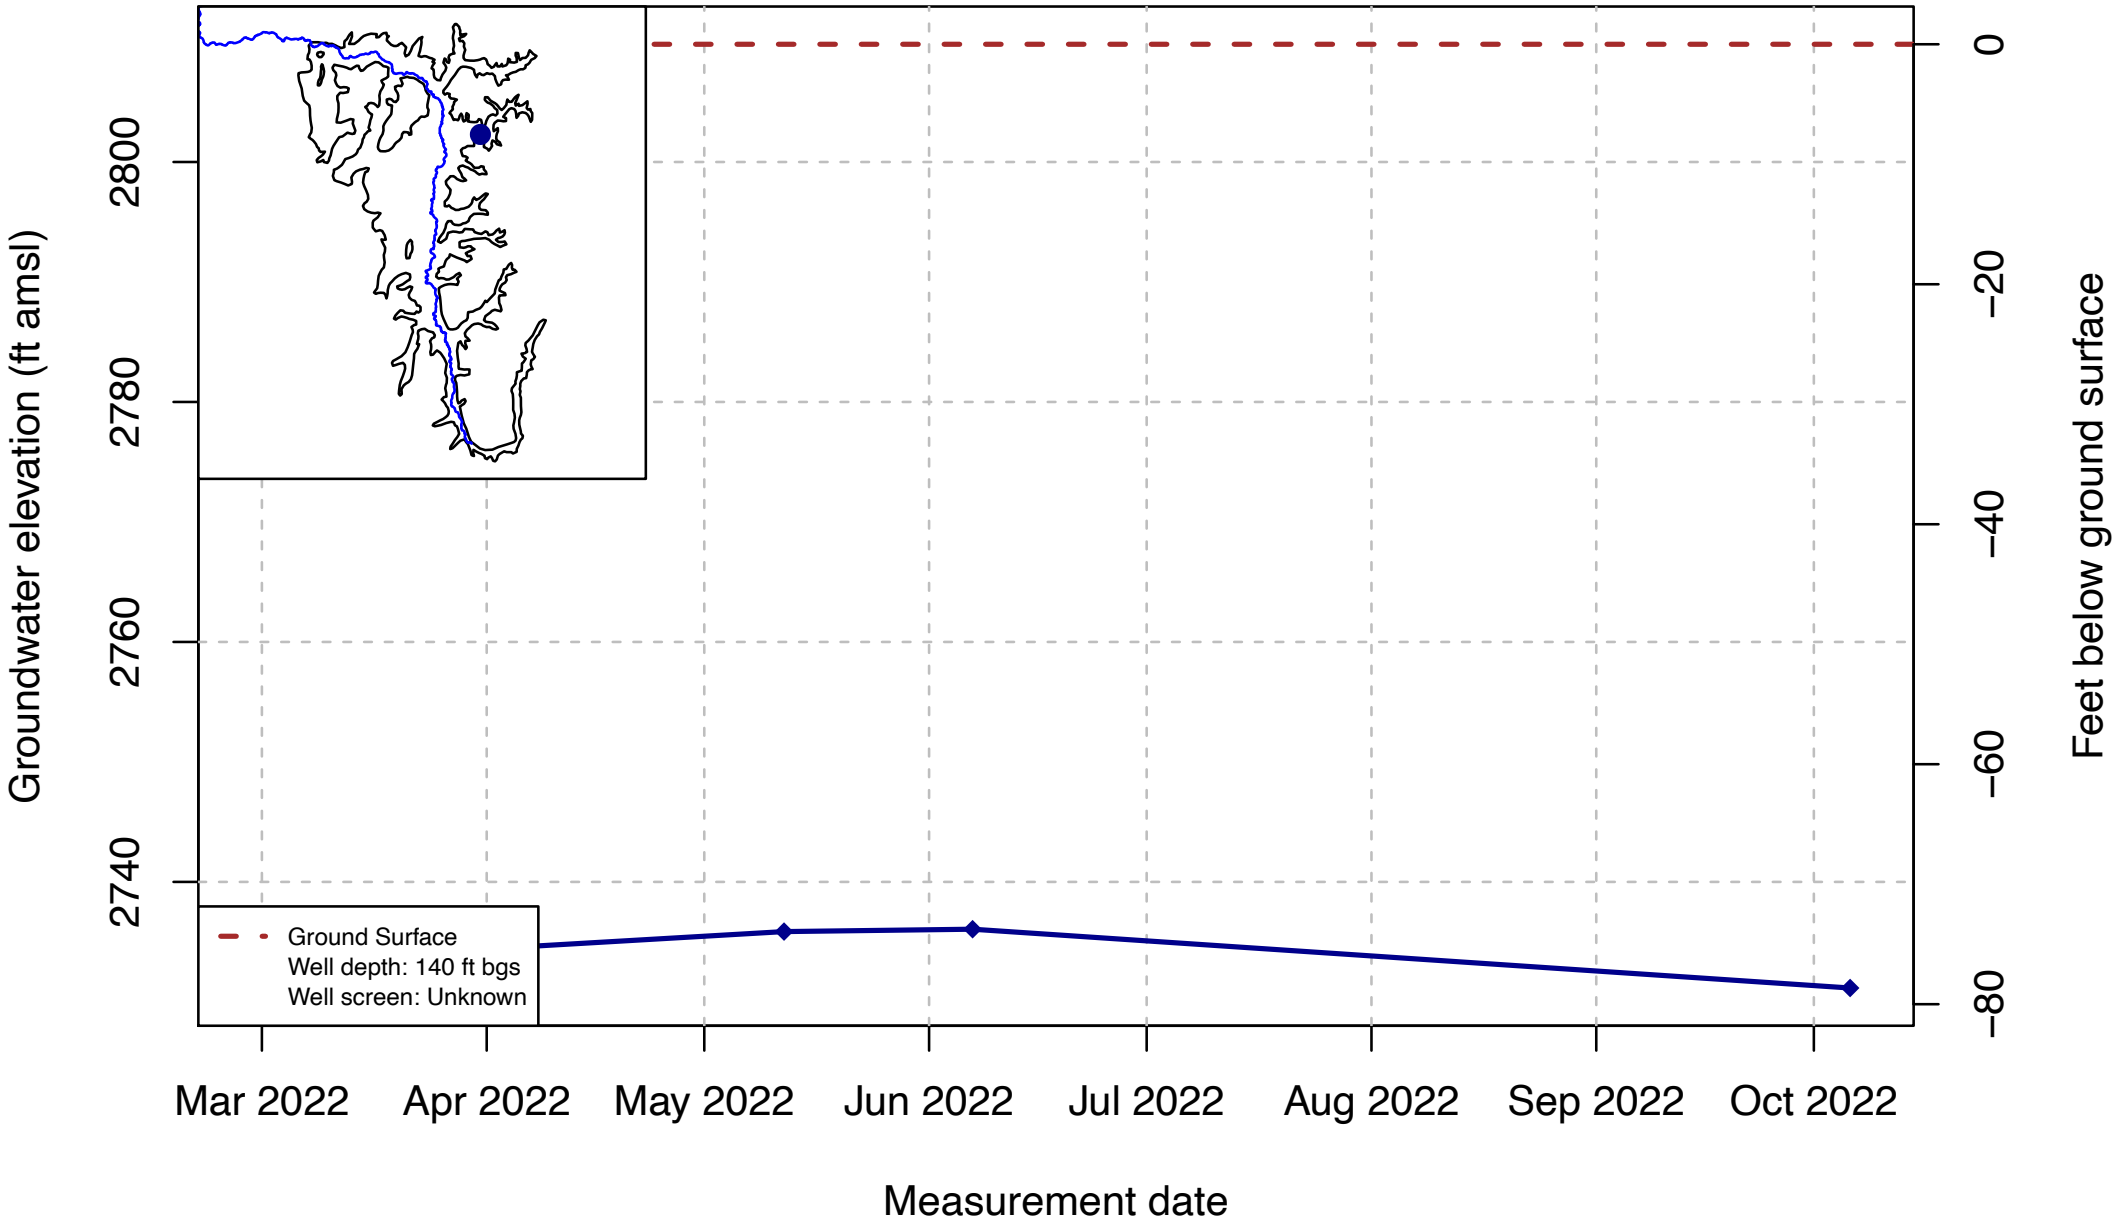 Groundwater elevation (ft amsl)
2800
2780
2760
2740
0
−20
−40
−60
−80
Feet below ground surface
Ground Surface
Well depth: 140 ft bgs
Well screen: Unknown
Mar 2022
Apr 2022
May 2022
Jun 2022
Jul 2022
Aug 2022
Sep 2022
Oct 2022
Measurement date